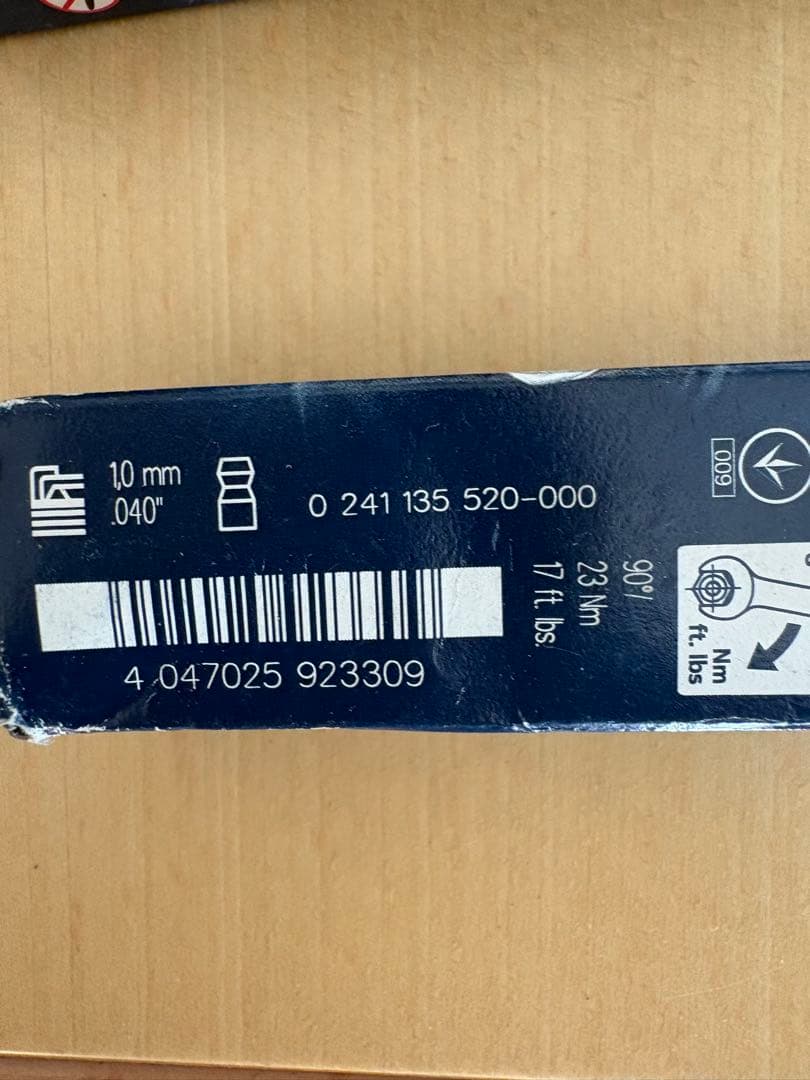 1,0 mm
.040"
0 241 135 520-000
009
4 047025 923309
90°/
23 Nm
17 ft. lbs.
Nm
ft. lbs